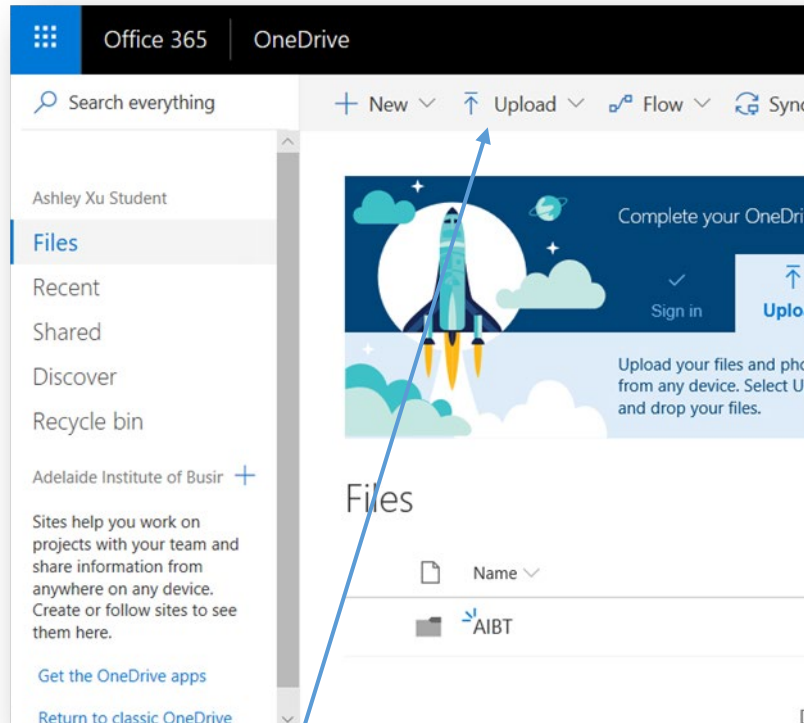 Office 365
OneDrive
Search everything
New
Upload
Flow
Ashley Xu Student
Files
Recent
Shared
Discover
Recycle bin
Adelaide Institute of Busir
Sites help you work on
projects with your team and
share information from
anywhere on any device.
Create or follow sites to see
them here.
Get the OneDrive apps
Return to classic OneDrive
Complete your
Sign in
Upload your files and
from any device. Select
and drop your files.
Files
Name
AIBT